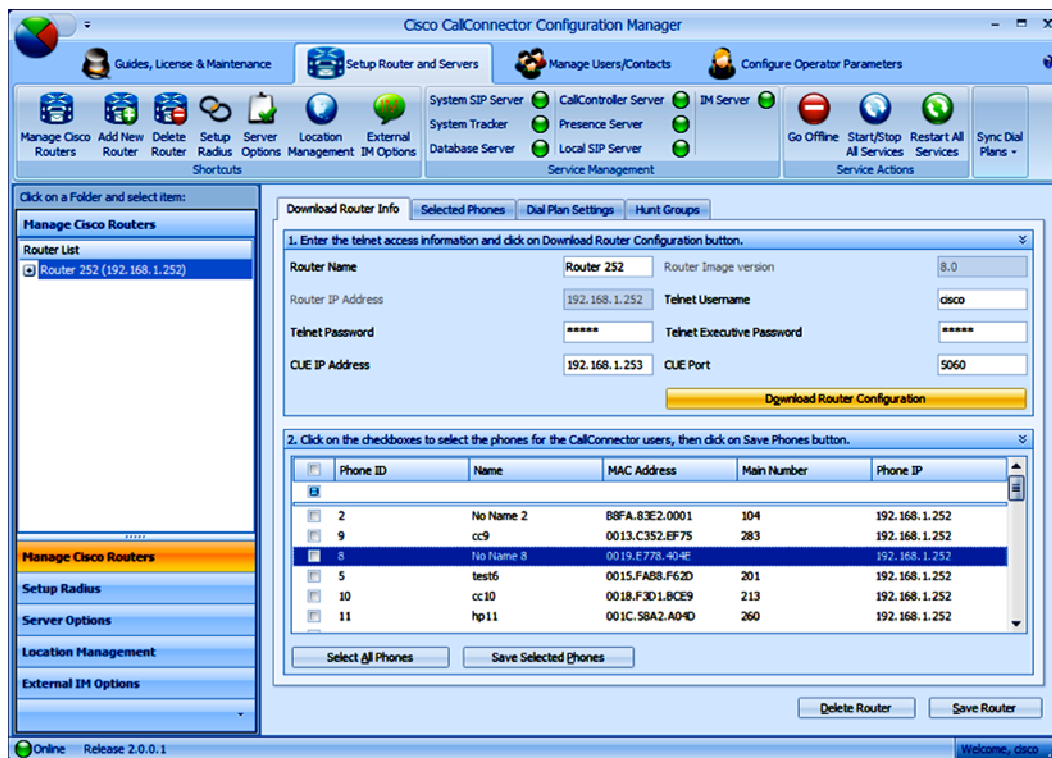 Cisco CallConnector Configuration Manager
Guides, License & Maintenance Setup Router and Servers Manage Users/Contacts Configure Operator Parameters
System SIP Server CallController Server IM Server
System Tracker Presence Server
Database Server Local SIP Server
Manage Cisco Routers Add New Router Delete Router Setup Radius Server Options Location Management External IM Options
Go Offline Start/Stop All Services Restart All Services Sync Dial Plans
Shortcuts Service Management Service Actions
Click on a Folder and select item:
Manage Cisco Routers
Router List
Router 252 (192.168.1.252)
Manage Cisco Routers
Setup Radius
Server Options
Location Management
External IM Options
Download Router Info Selected Phones Dial Plan Settings Hunt Groups
1. Enter the telnet access information and click on Download Router Configuration button.
Router Name Router 252 Router Image version 8.0
Router IP Address 192.168.1.252 Telnet Username cisco
Telnet Password ***** Telnet Executive Password *****
CUE IP Address 192.168.1.253 CUE Port 5060
Download Router Configuration
2. Click on the checkboxes to select the phones for the CallConnector users, then click on Save Phones button.
Phone ID Name MAC Address Main Number Phone IP
2 No Name 2 B8FA.83E2.0001 104 192.168.1.252
9 cc9 0013.C352.EF75 283 192.168.1.252
8 No Name 8 0019.E778.404E 192.168.1.252
5 test6 0015.FAB8.F62D 201 192.168.1.252
10 cc10 0018.F3D1.BCE9 213 192.168.1.252
11 hp11 001C.58A2.A04D 260 192.168.1.252
Select All Phones Save Selected Phones
Delete Router Save Router
Online Release 2.0.0.1 Welcome, cisco